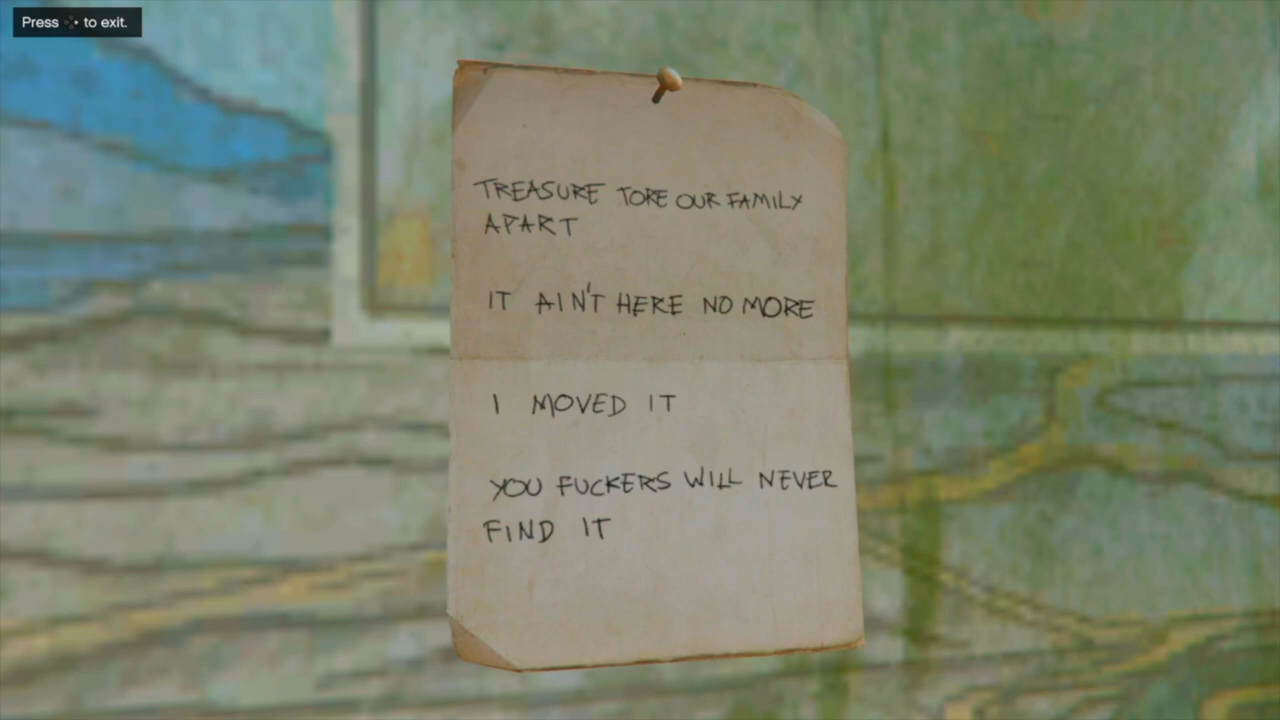 Press to exit.
TREASURE TORE OUR FAMILY
APART
IT AIN'T HERE NO MORE
I MOVED IT
YOU FUCKERS WILL NEVER
FIND IT